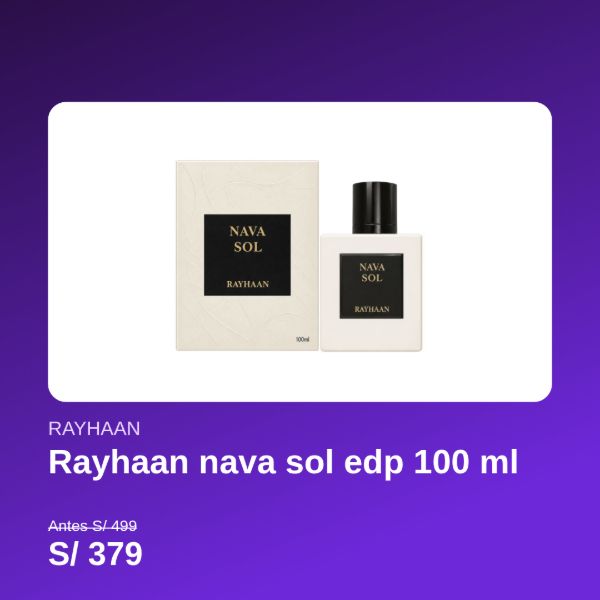 NAVA
SOL
RAYHAAN
100ml
NAVA
SOL
RAYHAAN
RAYHAAN
Rayhaan nava sol edp 100 ml
Antes S/ 499
S/ 379